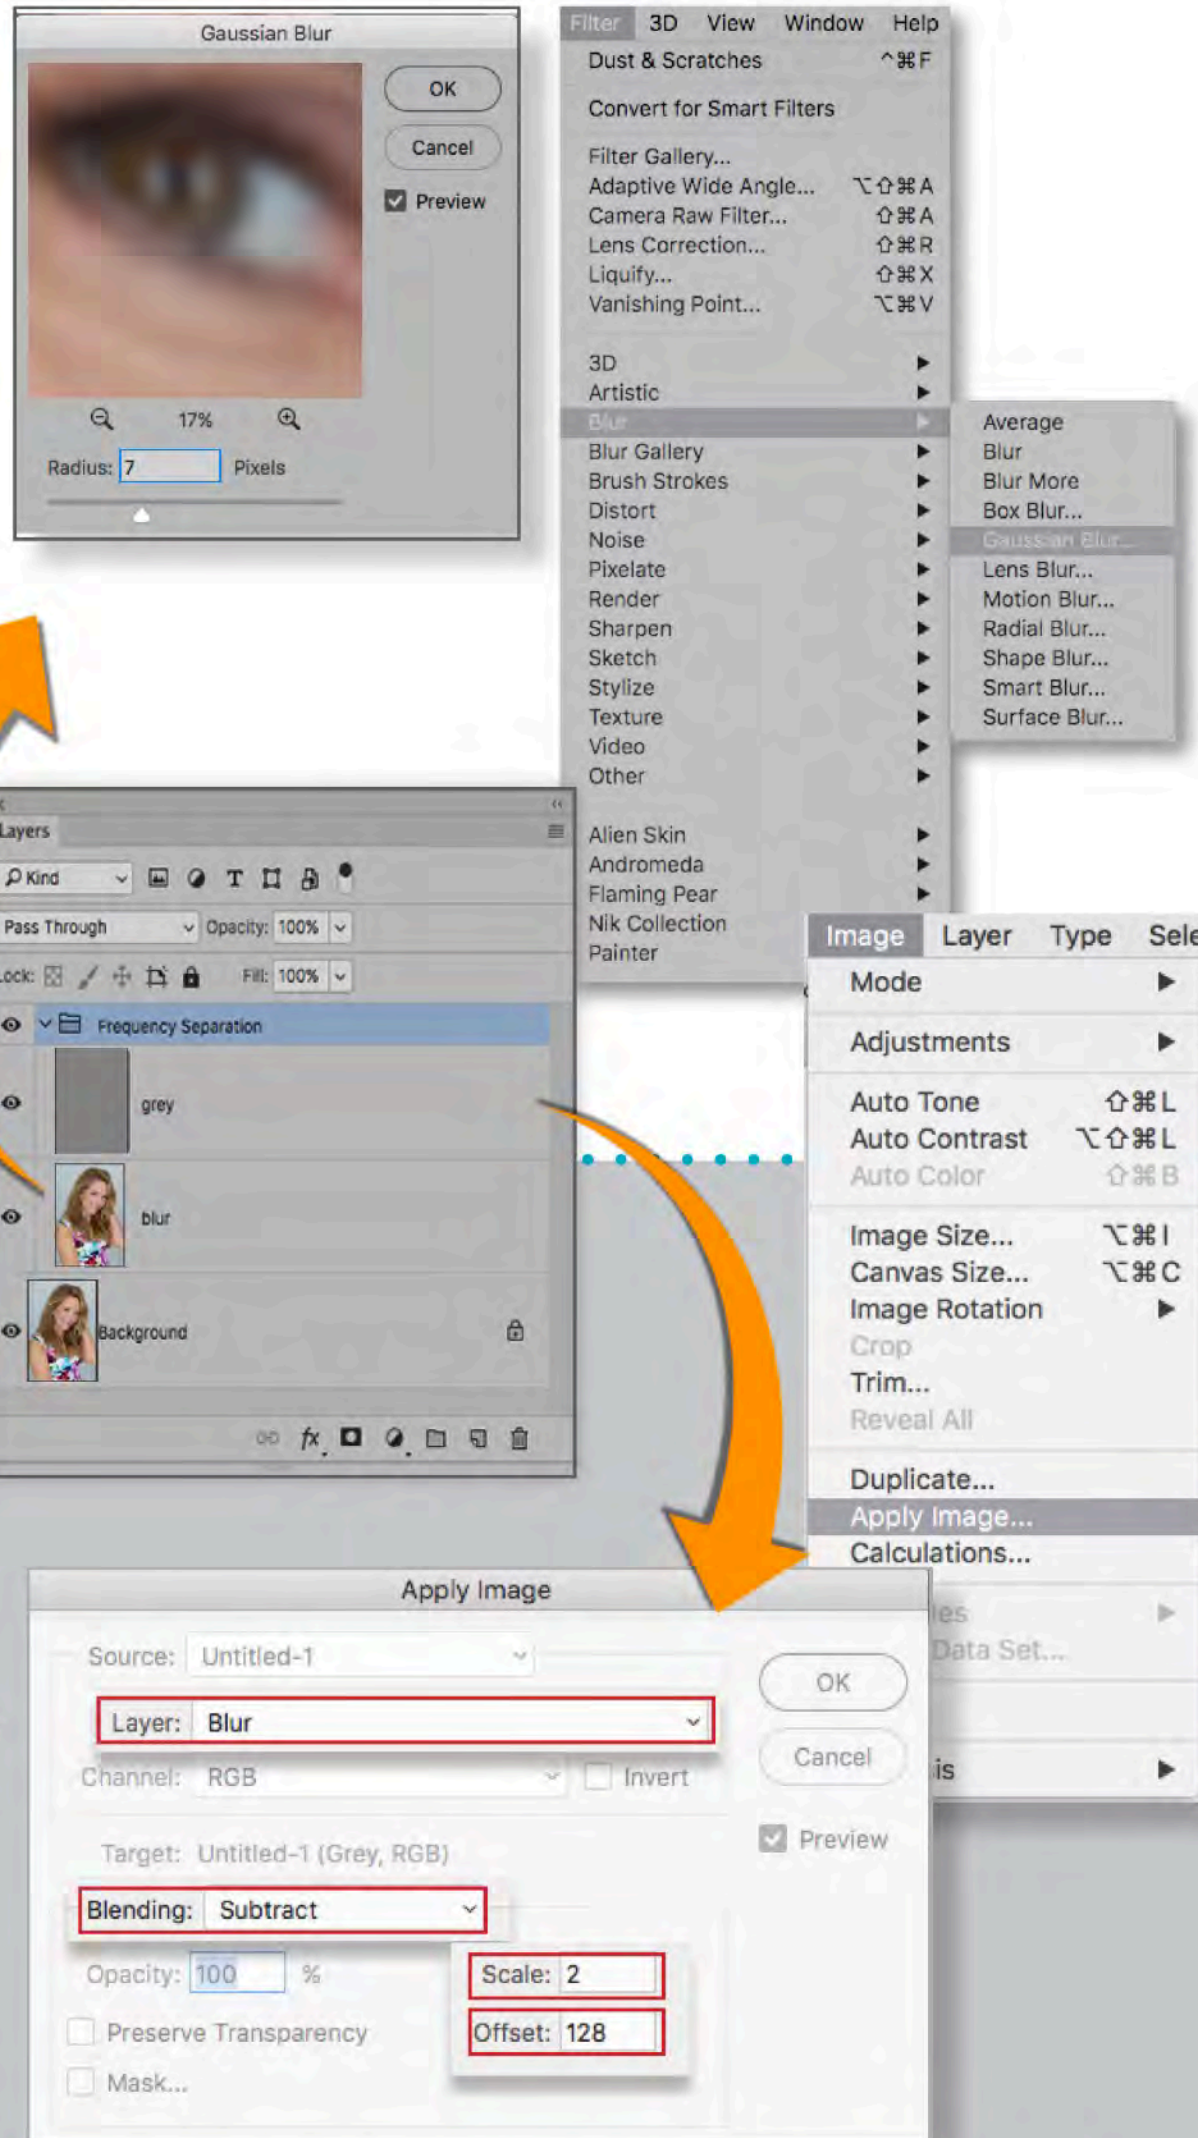 Gaussian Blur
OK
Cancel
Preview
17%
Radius: 7 Pixels
Filter 3D View Window Help
Dust & Scratches ^⌘F
Convert for Smart Filters
Filter Gallery...
Adaptive Wide Angle... ⌥⇧⌘A
Camera Raw Filter... ⇧⌘A
Lens Correction... ⇧⌘R
Liquify... ⇧⌘X
Vanishing Point... ⌥⌘V
3D
Artistic
Blur
Blur Gallery
Brush Strokes
Distort
Noise
Pixelate
Render
Sharpen
Sketch
Stylize
Texture
Video
Other
Alien Skin
Andromeda
Flaming Pear
Nik Collection
Painter
Average
Blur
Blur More
Box Blur...
Gaussian Blur...
Lens Blur...
Motion Blur...
Radial Blur...
Shape Blur...
Smart Blur...
Surface Blur...
Layers
Kind
Pass Through Opacity: 100%
Lock: Fill: 100%
Frequency Separation
grey
blur
Background
fx
Image Layer Type Sele
Mode
Adjustments
Auto Tone ⇧⌘L
Auto Contrast ⌥⇧⌘L
Auto Color ⇧⌘B
Image Size... ⌥⌘I
Canvas Size... ⌥⌘C
Image Rotation
Crop
Trim...
Reveal All
Duplicate...
Apply Image...
Calculations...
les
Data Set...
is
Apply Image
Source: Untitled-1
Layer: Blur
Channel: RGB Invert
Target: Untitled-1 (Grey, RGB)
Blending: Subtract
Opacity: 100 %
Scale: 2
Preserve Transparency
Offset: 128
Mask...
OK
Cancel
Preview